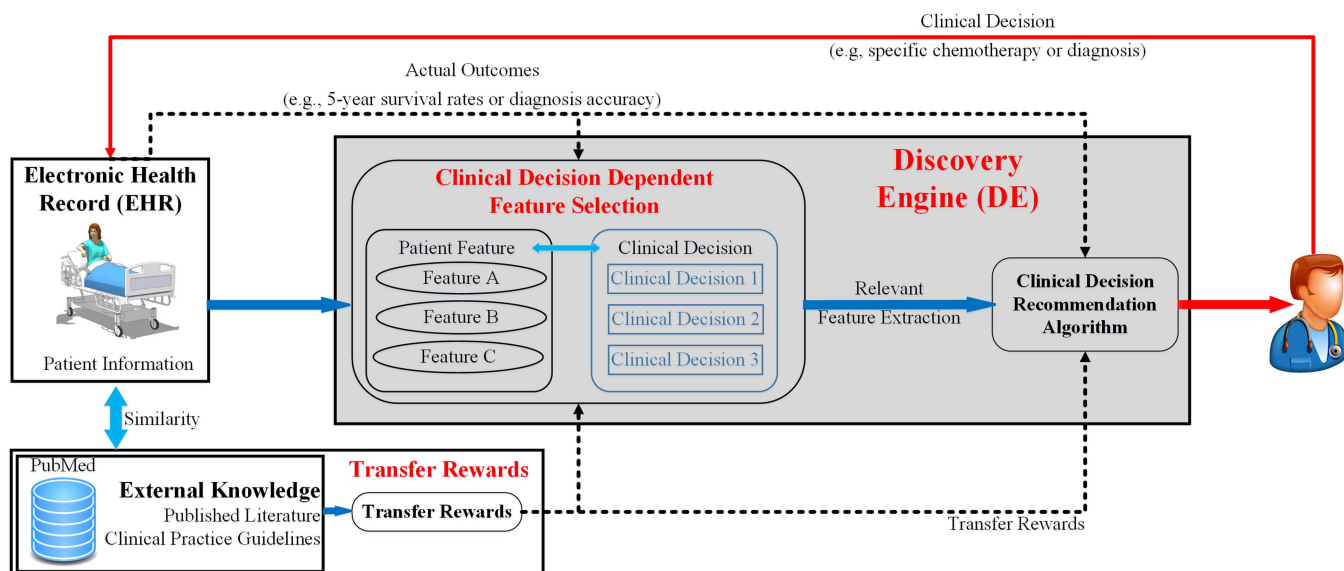 Clinical Decision
(e.g, specific chemotherapy or diagnosis)
Actual Outcomes
(e.g., 5-year survival rates or diagnosis accuracy)
Electronic Health
Record (EHR)
Patient Information
Discovery
Engine (DE)
Clinical Decision Dependent
Feature Selection
Patient Feature
Feature A
Feature B
Feature C
Clinical Decision
Clinical Decision 1
Clinical Decision 2
Clinical Decision 3
Relevant
Feature Extraction
Clinical Decision
Recommendation
Algorithm
Similarity
PubMed
External Knowledge
Published Literature
Clinical Practice Guidelines
Transfer Rewards
Transfer Rewards
Transfer Rewards